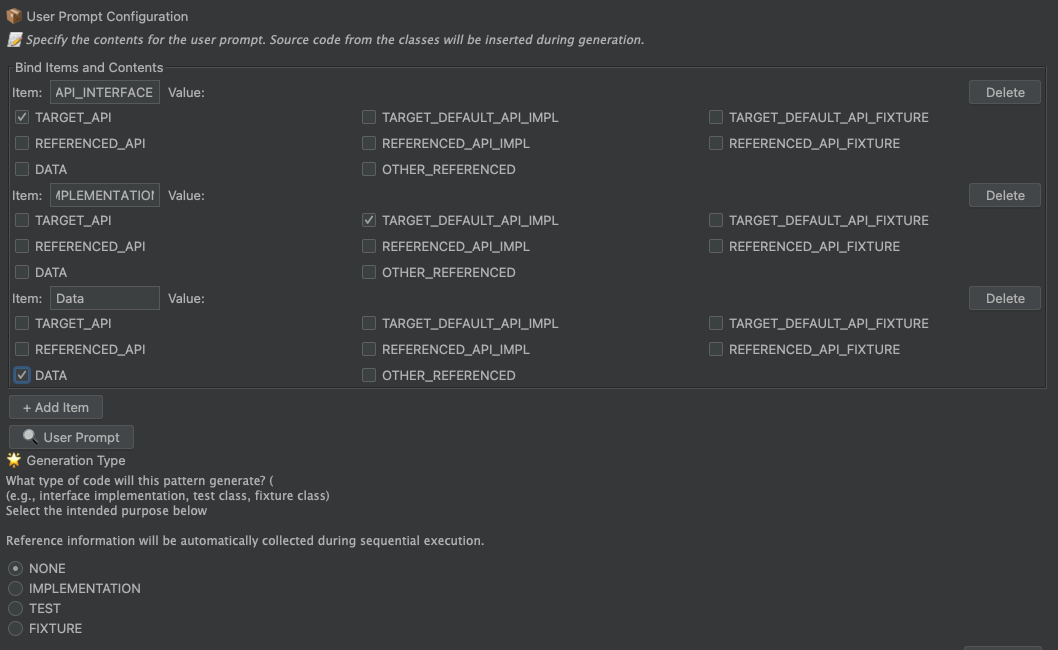 User Prompt Configuration
Specify the contents for the user prompt. Source code from the classes will be inserted during generation.
Bind Items and Contents
Item: API_INTERFACE Value: Delete
TARGET_API TARGET_DEFAULT_API_IMPL TARGET_DEFAULT_API_FIXTURE
REFERENCED_API REFERENCED_API_IMPL REFERENCED_API_FIXTURE
DATA OTHER_REFERENCED
Item: MPLEMENTATION Value: Delete
TARGET_API TARGET_DEFAULT_API_IMPL TARGET_DEFAULT_API_FIXTURE
REFERENCED_API REFERENCED_API_IMPL REFERENCED_API_FIXTURE
DATA OTHER_REFERENCED
Item: Data Value: Delete
TARGET_API TARGET_DEFAULT_API_IMPL TARGET_DEFAULT_API_FIXTURE
REFERENCED_API REFERENCED_API_IMPL REFERENCED_API_FIXTURE
DATA OTHER_REFERENCED
+ Add Item
User Prompt
Generation Type
What type of code will this pattern generate? (
(e.g., interface implementation, test class, fixture class)
Select the intended purpose below
Reference information will be automatically collected during sequential execution.
NONE
IMPLEMENTATION
TEST
FIXTURE